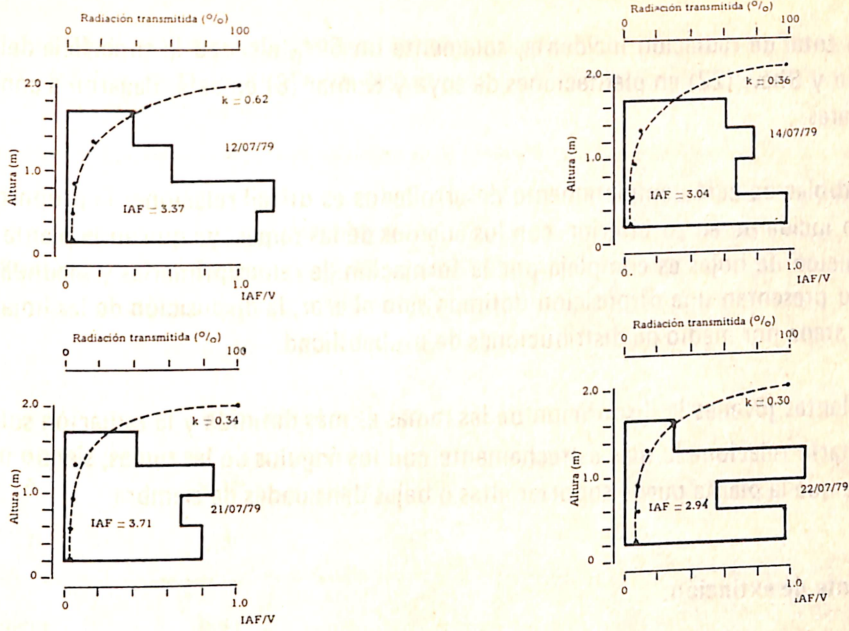 Radiación transmitida (º/o)
0 100
2.0
1.0
0
Altura (m)
k = 0.62
12/07/79
IAF = 3.37
0 1.0
IAF/V
Radiación transmitida (º/o)
0 100
2.0
1.0
0
Altura (m)
k = 0.36
14/07/79
IAF = 3.04
0. 1.0
IAF/V
Radiación transmitida (º/o)
0 100
2.0
1.0
0
Altura (m)
k = 0.34
21/07/79
IAF = 3.71
0 1.0
IAF/V
Radiación transmitida (º/o)
0 100
2.0
1.0
0
Altura (m)
k = 0.30
22/07/79
IAF = 2.94
0 1.0
IAF/V